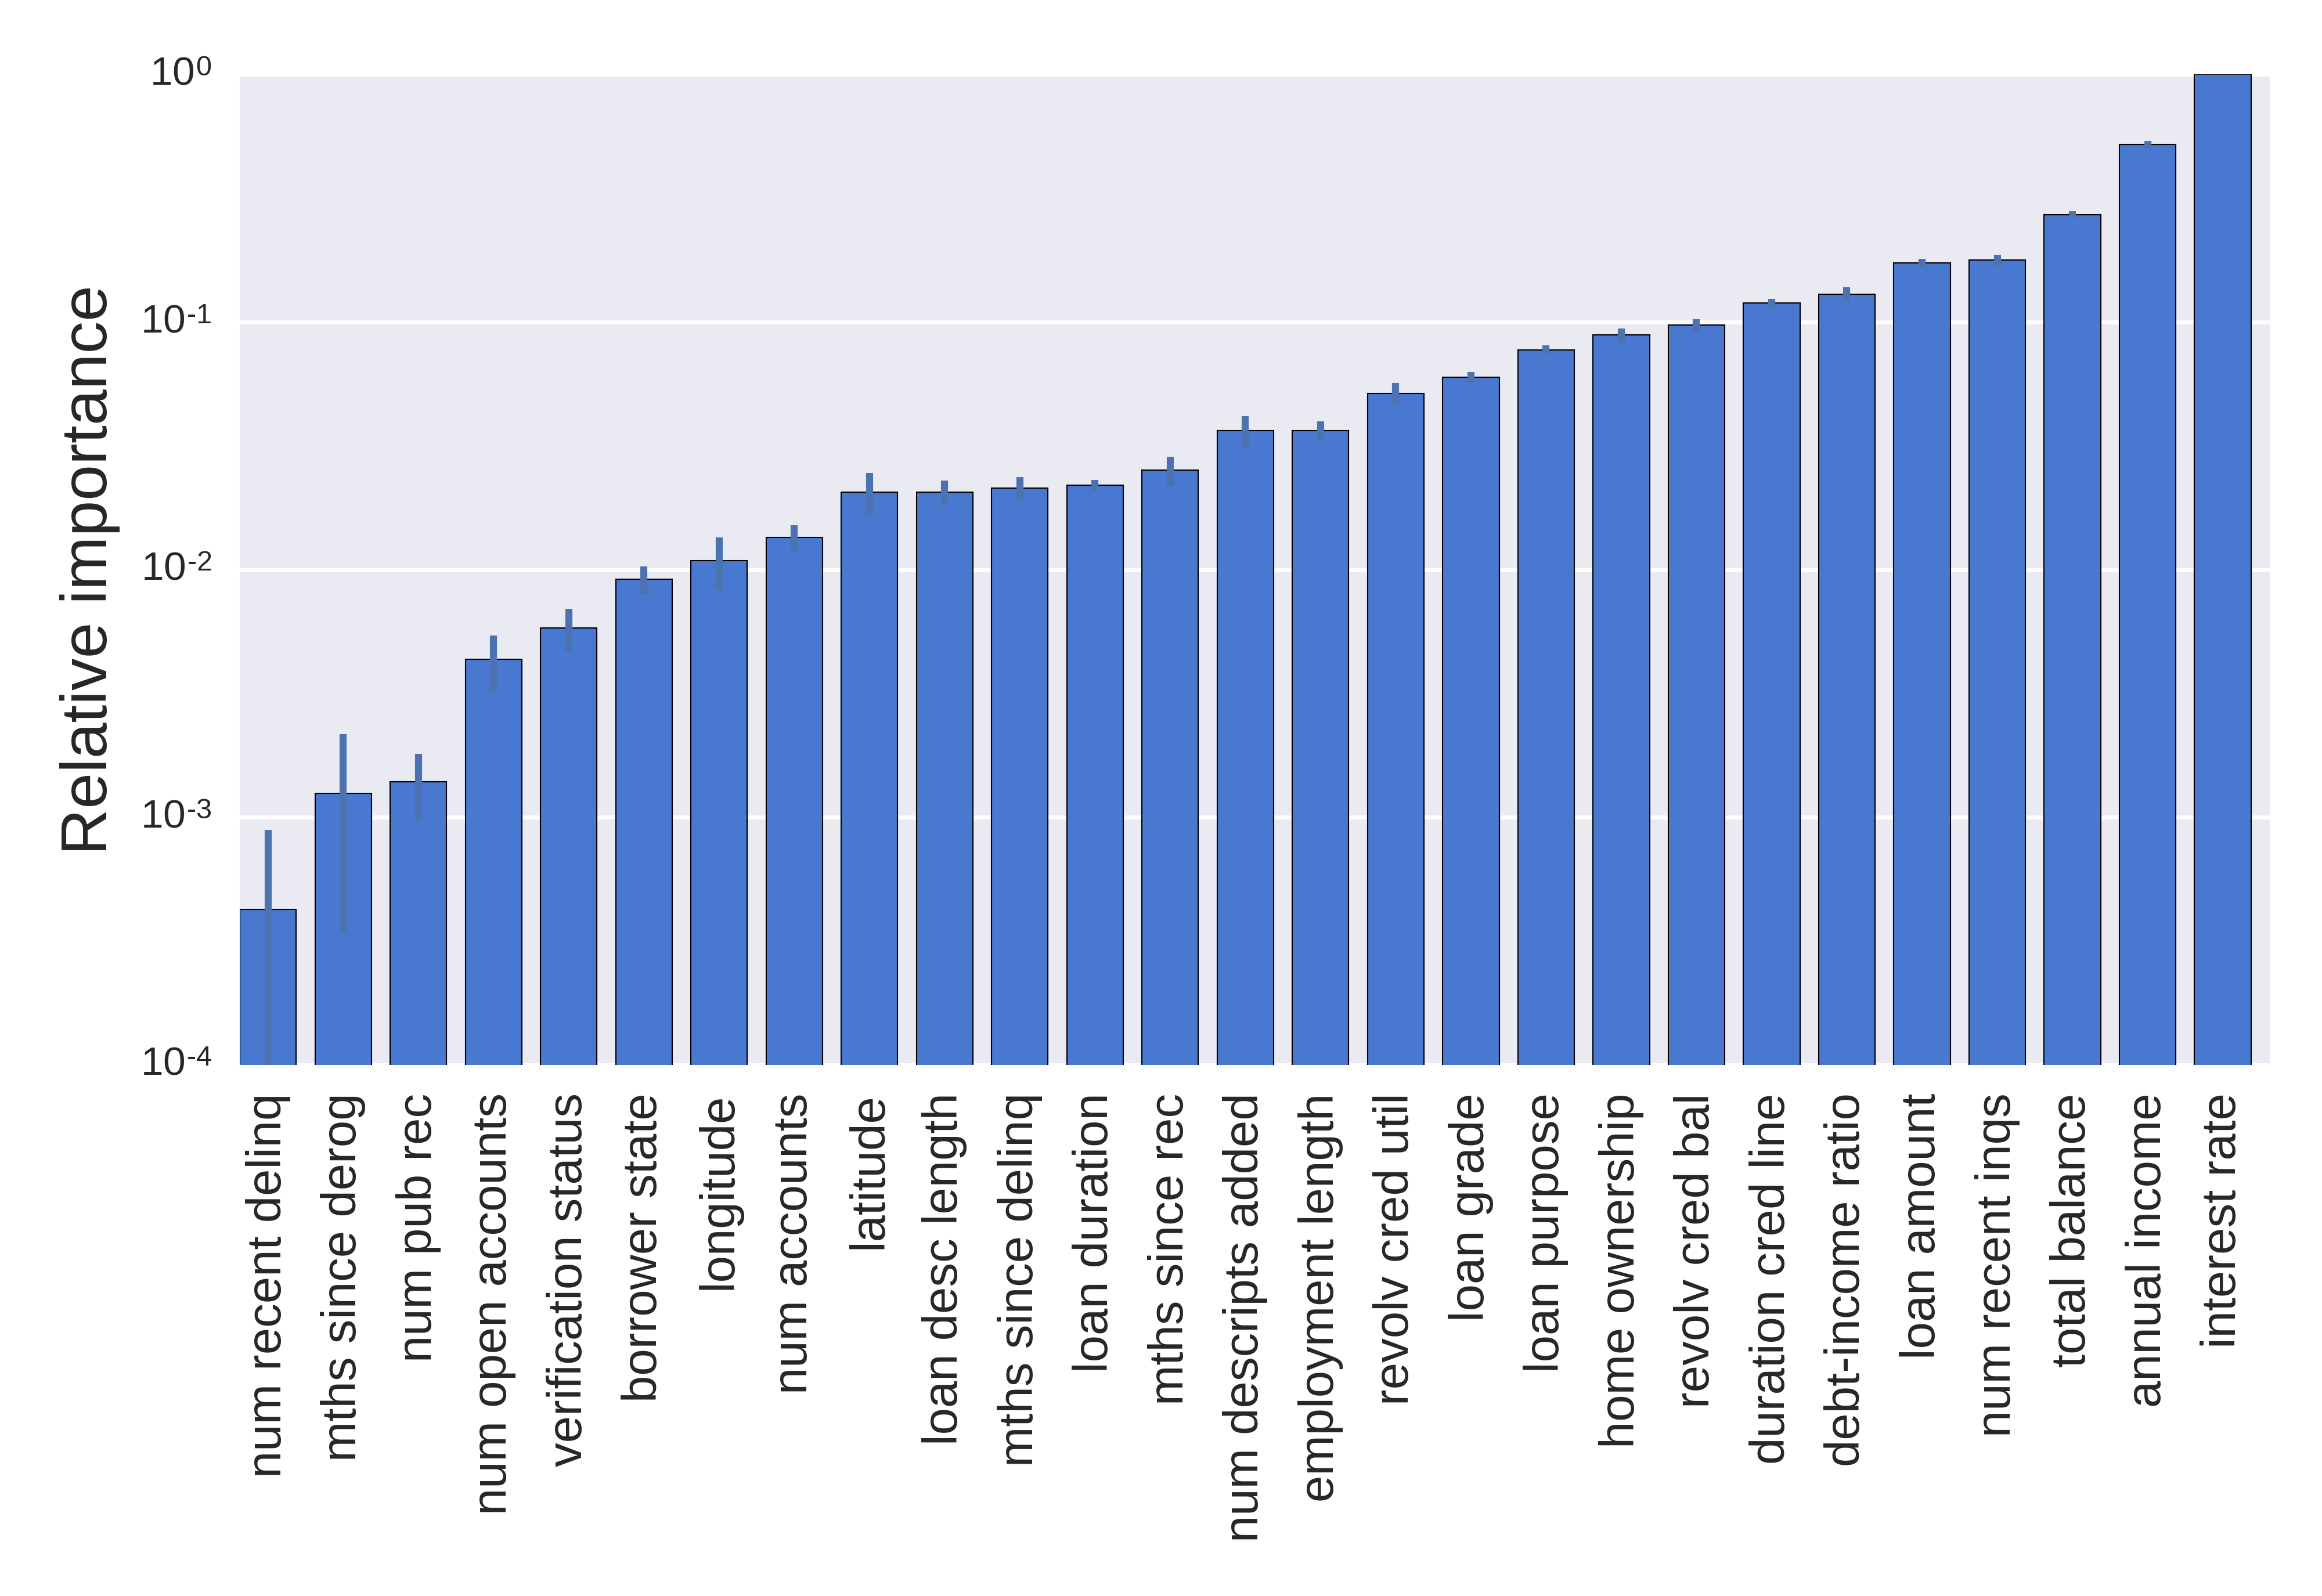 10⁰
10⁻¹
10⁻²
10⁻³
10⁻⁴
Relative importance
num recent delinq
mths since derog
num pub rec
num open accounts
verification status
borrower state
longitude
num accounts
latitude
loan desc length
mths since delinq
loan duration
mths since rec
num descripts added
employment length
revolv cred util
loan grade
loan purpose
home ownership
revolv cred bal
duration cred line
debt-income ratio
loan amount
num recent inqs
total balance
annual income
interest rate